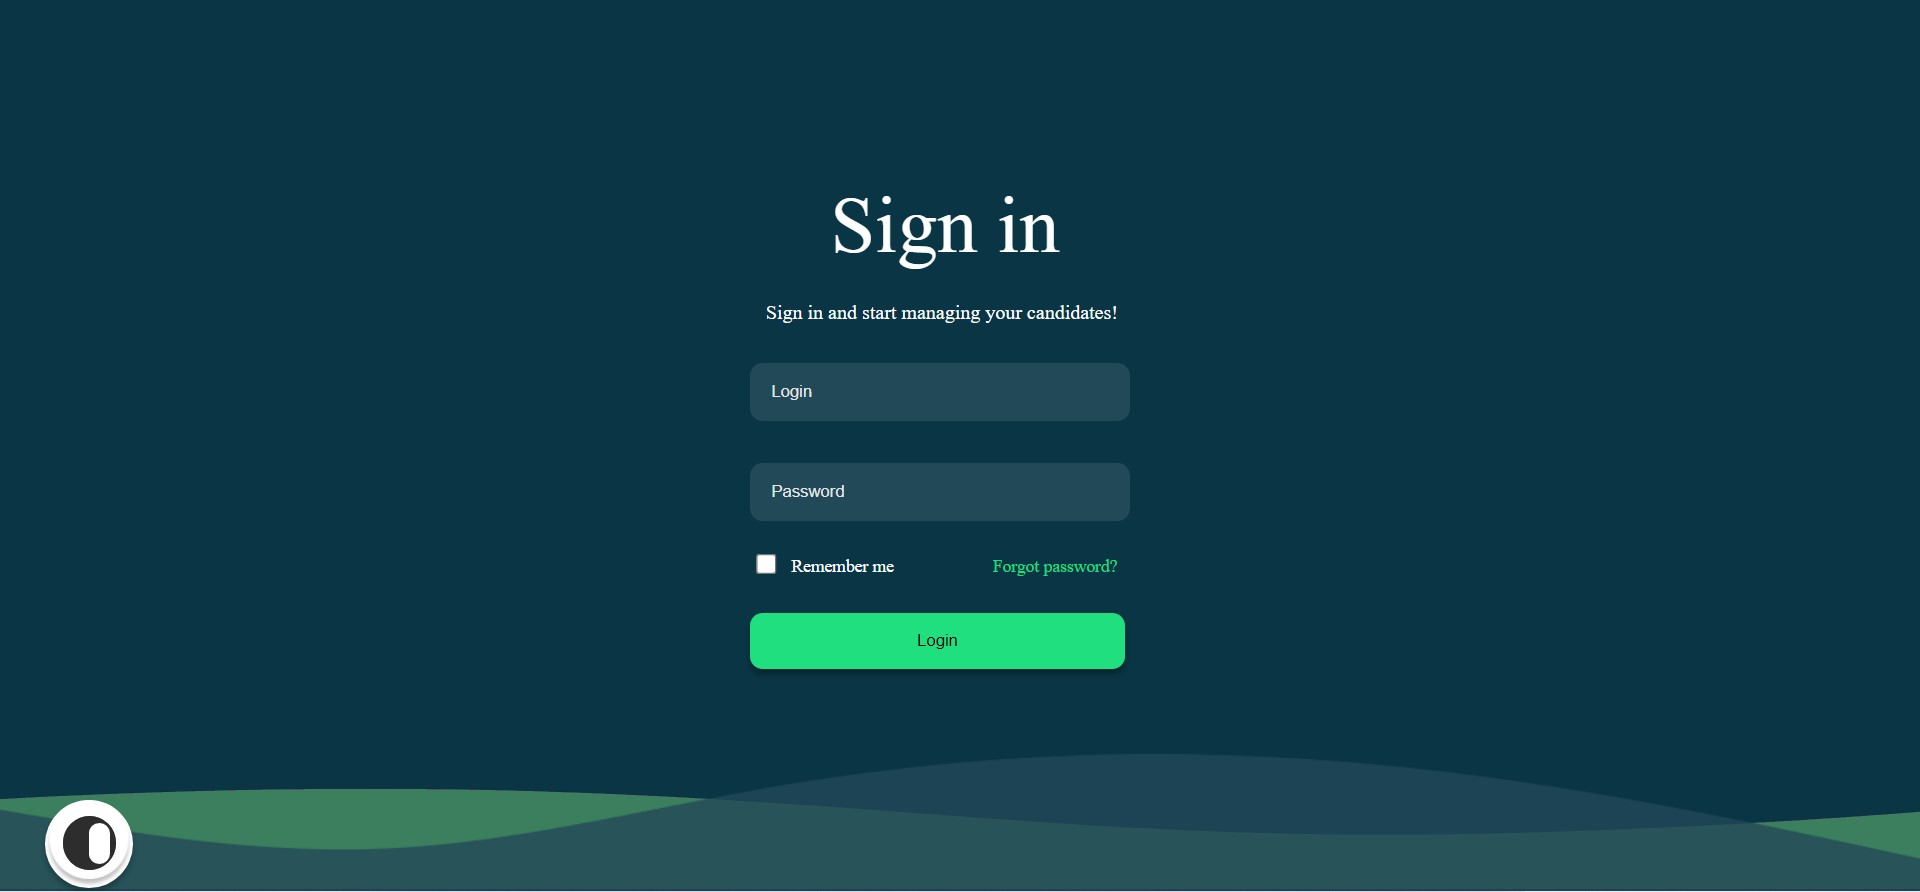 Sign in
Sign in and start managing your candidates!
Login
Password
Remember me Forgot password?
Login